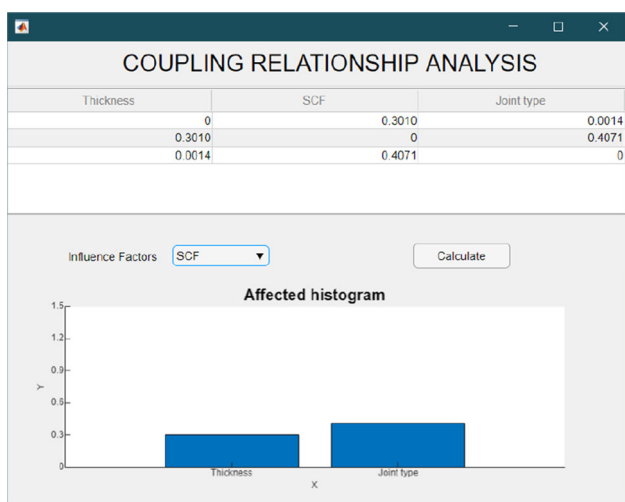 COUPLING RELATIONSHIP ANALYSIS
Thickness SCF Joint type
0 0.3010 0.0014
0.3010 0 0.4071
0.0014 0.4071 0
Influence Factors SCF Calculate
Affected histogram
1.5
1.2
0.9
0.6
0.3
0
Y
Thickness Joint type
X